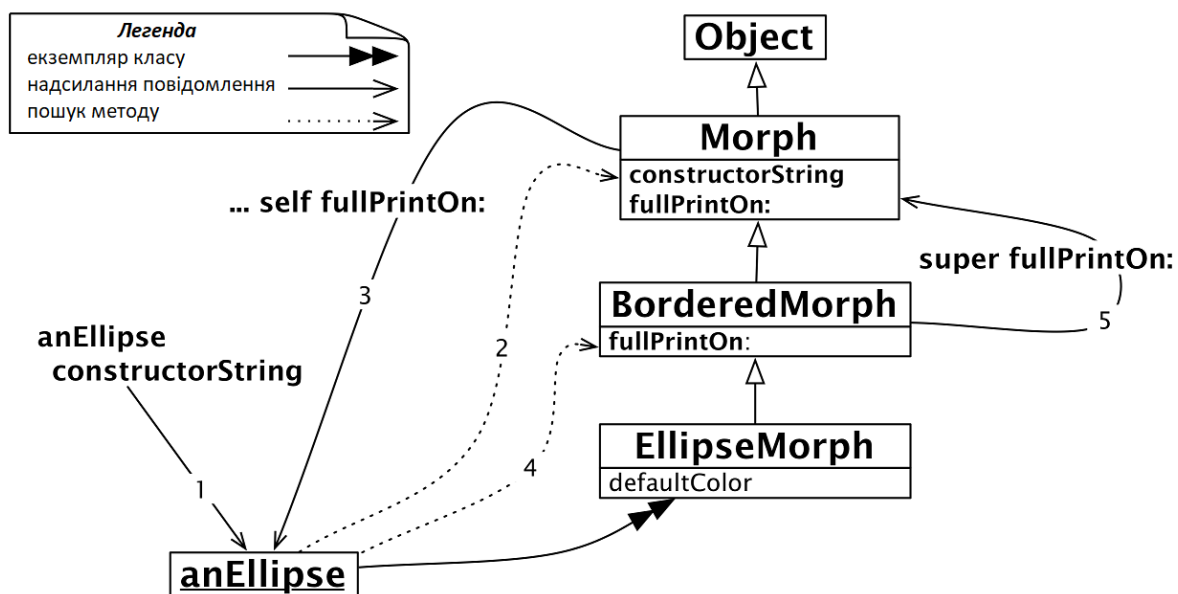 Легенда
екземпляр класу
надсилання повідомлення
пошук методу
Object
Morph
constructorString
fullPrintOn:
... self fullPrintOn:
super fullPrintOn:
3
BorderedMorph
fullPrintOn:
5
2
anEllipse
constructorString
EllipseMorph
defaultColor
4
1
anEllipse